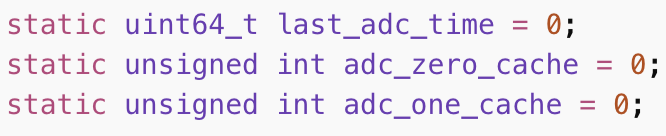 static uint64_t last_adc_time = 0;
static unsigned int adc_zero_cache = 0;
static unsigned int adc_one_cache = 0;